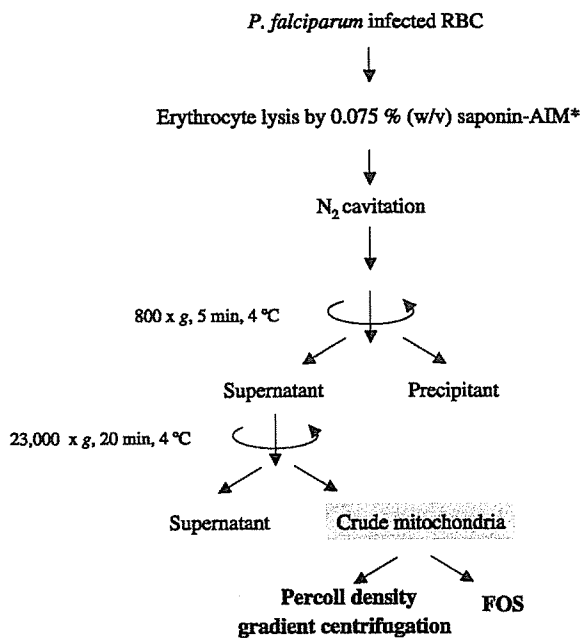 P. falciparum infected RBC
Erythrocyte lysis by 0.075 % (w/v) saponin-AIM*
N₂ cavitation
800 x g, 5 min, 4 °C
Supernatant Precipitant
23,000 x g, 20 min, 4 °C
Supernatant Crude mitochondria
Percoll density
gradient centrifugation
FOS